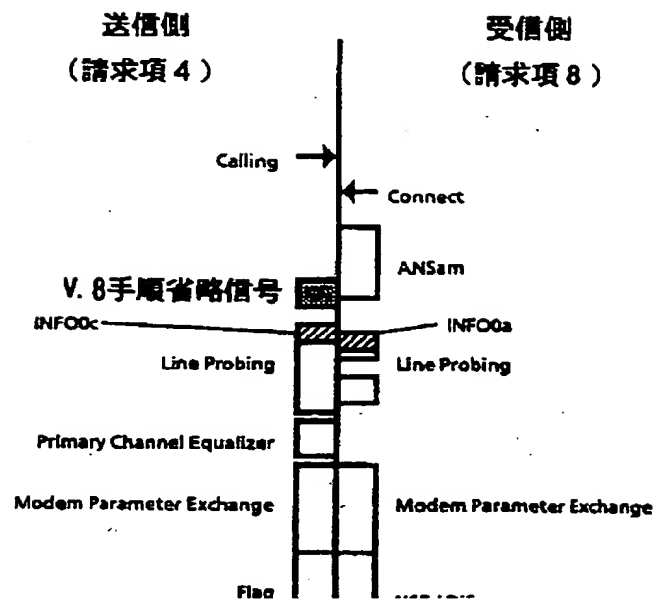 送信側
(請求項4)
受信側
(請求項8)
Calling
Connect
ANSam
V. 8手順省略信号
INFO0c
INFO0a
Line Probing
Line Probing
Primary Channel Equalizer
Modem Parameter Exchange
Modem Parameter Exchange
Flag